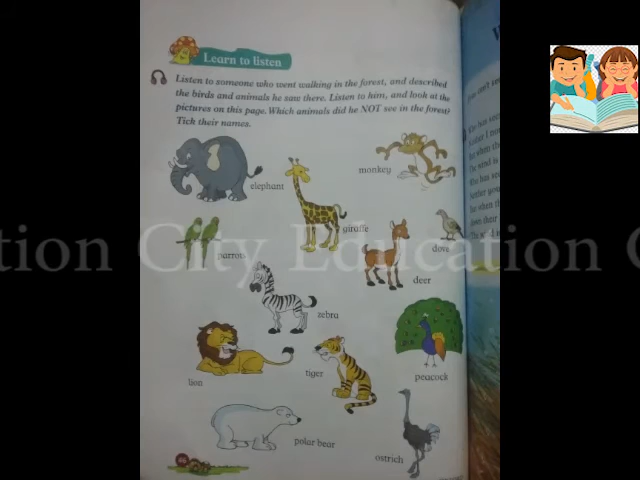 Learn to listen
Listen to someone who went walking in the forest, and described
the birds and animals he saw there. Listen to him, and look at the
pictures on this page. Which animals did he NOT see in the forest?
Tick their names.
monkey
elephant
giraffe
parrots
dove
deer
zebra
lion
tiger
peacock
polar bear
ostrich
tion City Education C